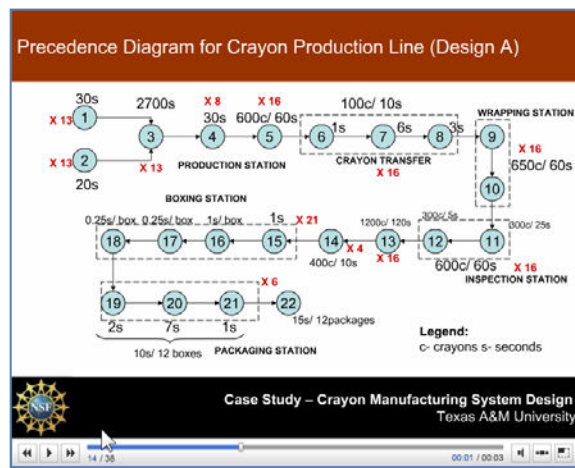 Precedence Diagram for Crayon Production Line (Design A)
30s
X 13
1
2700s
X 8
30s
X 16
600c/ 60s
100c/ 10s
WRAPPING STATION
3
4
5
6
1s
7
6s
8
3s
9
X 16
650c/ 60s
X 13
2
20s
X 13
PRODUCTION STATION
CRAYON TRANSFER
X 16
10
BOXING STATION
0.25s/ box
0.25s/box
1s/ box
1s
X 21
1200c/ 120s
300c/ 5s
300c/ 25s
18
17
16
15
14
X 4
13
12
11
400c/ 10s
X 16
600c/ 60s
X 16
INSPECTION STATION
X 6
19
20
21
22
2s
7s
1s
15s/ 12packages
10s/ 12 boxes
PACKAGING STATION
Legend:
c- crayons s- seconds
NSF
Case Study – Crayon Manufacturing System Design
Texas A&M University
14 / 38
00:01 / 00:03